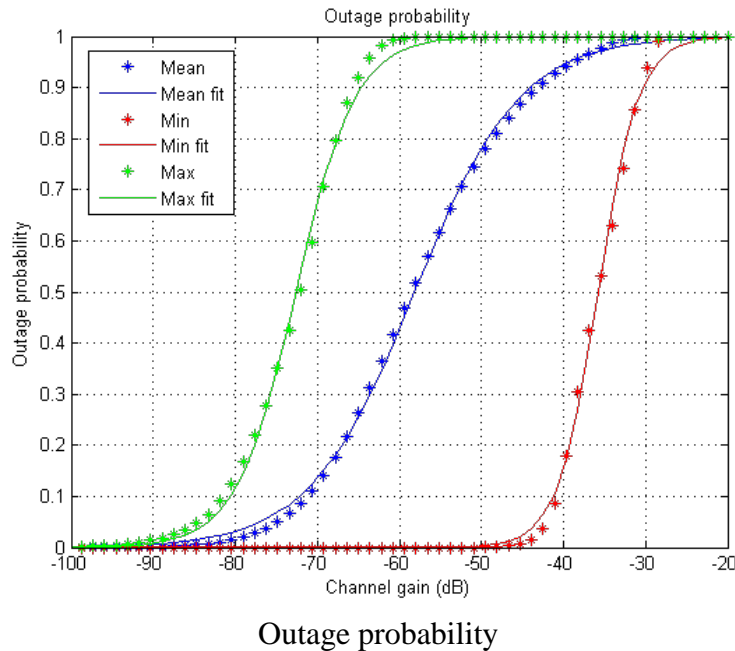 Outage probability
1
0.9
0.8
0.7
0.6
0.5
0.4
0.3
0.2
0.1
0
Outage probability
Mean
Mean fit
Min
Min fit
Max
Max fit
-100
-90
-80
-70
-60
-50
-40
-30
-20
Channel gain (dB)
Outage probability